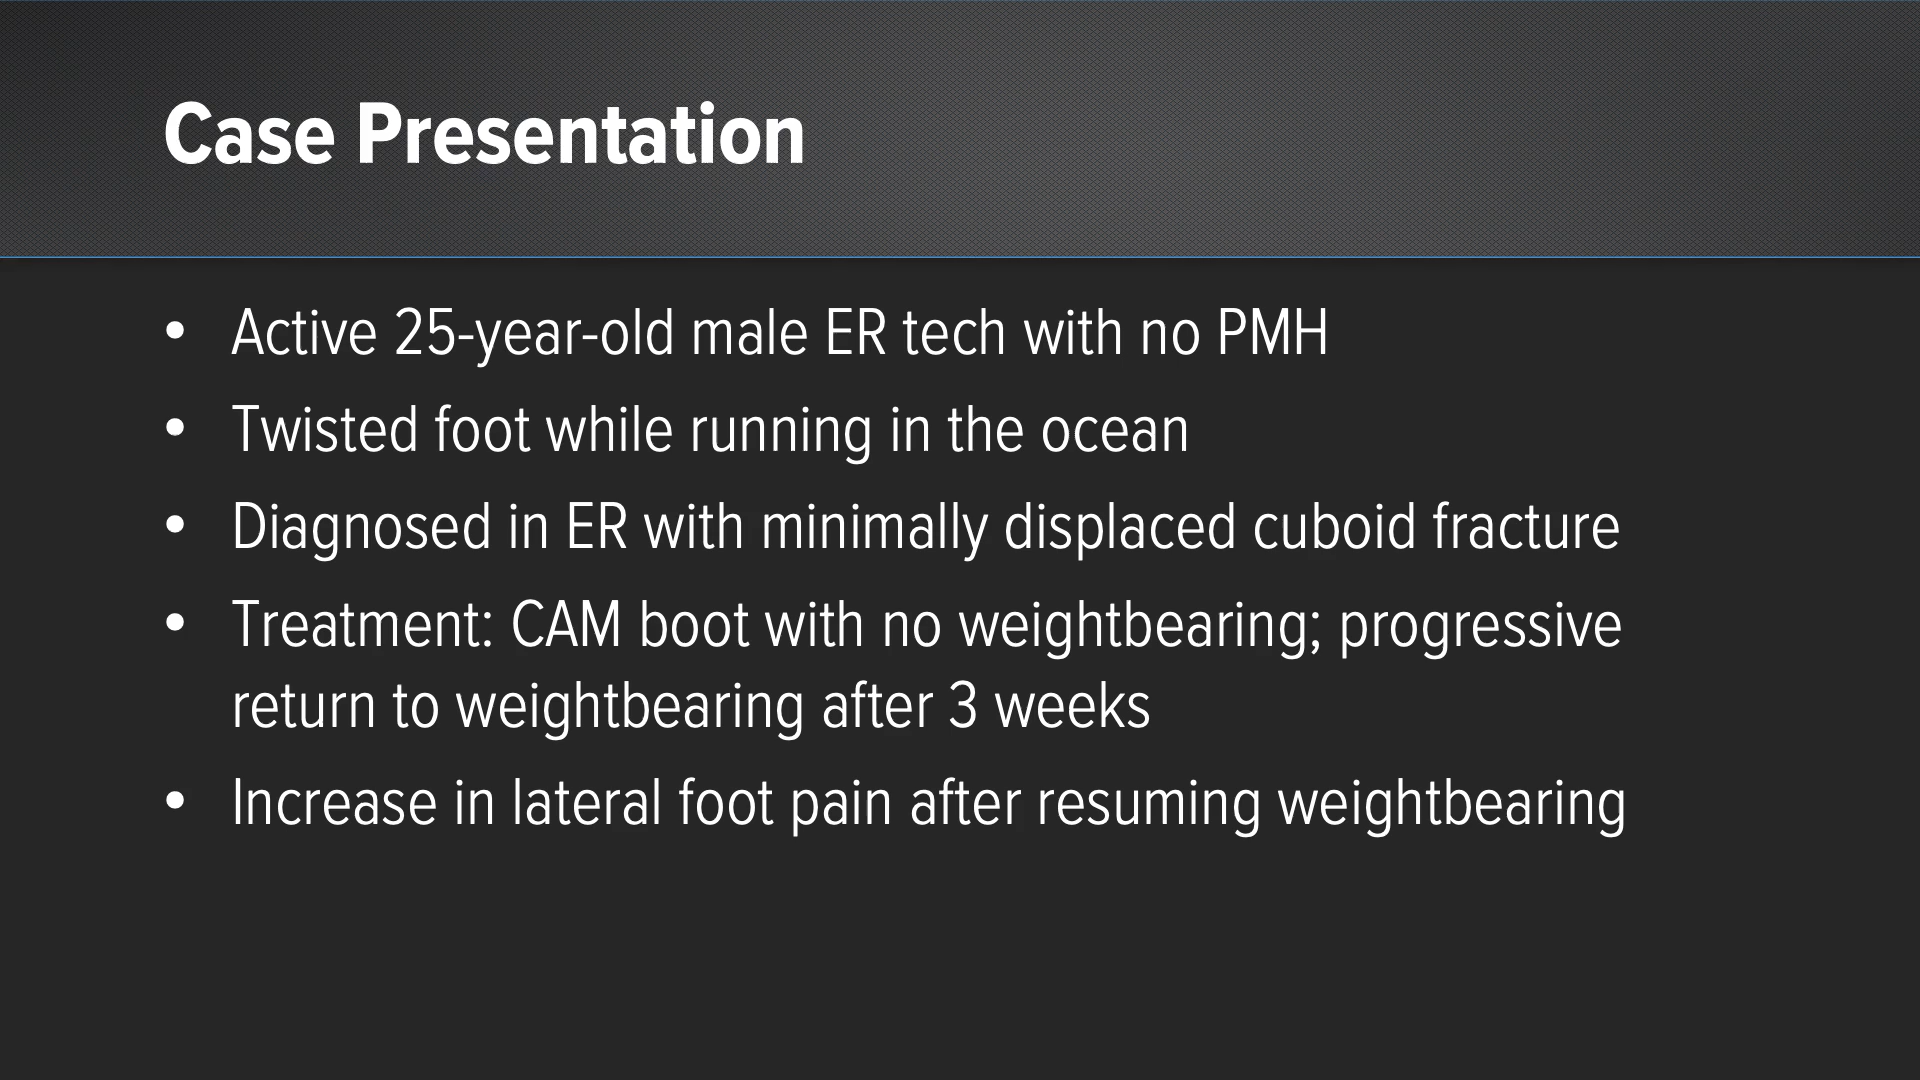 Case Presentation
• Active 25-year-old male ER tech with no PMH
• Twisted foot while running in the ocean
• Diagnosed in ER with minimally displaced cuboid fracture
• Treatment: CAM boot with no weightbearing; progressive
return to weightbearing after 3 weeks
• Increase in lateral foot pain after resuming weightbearing